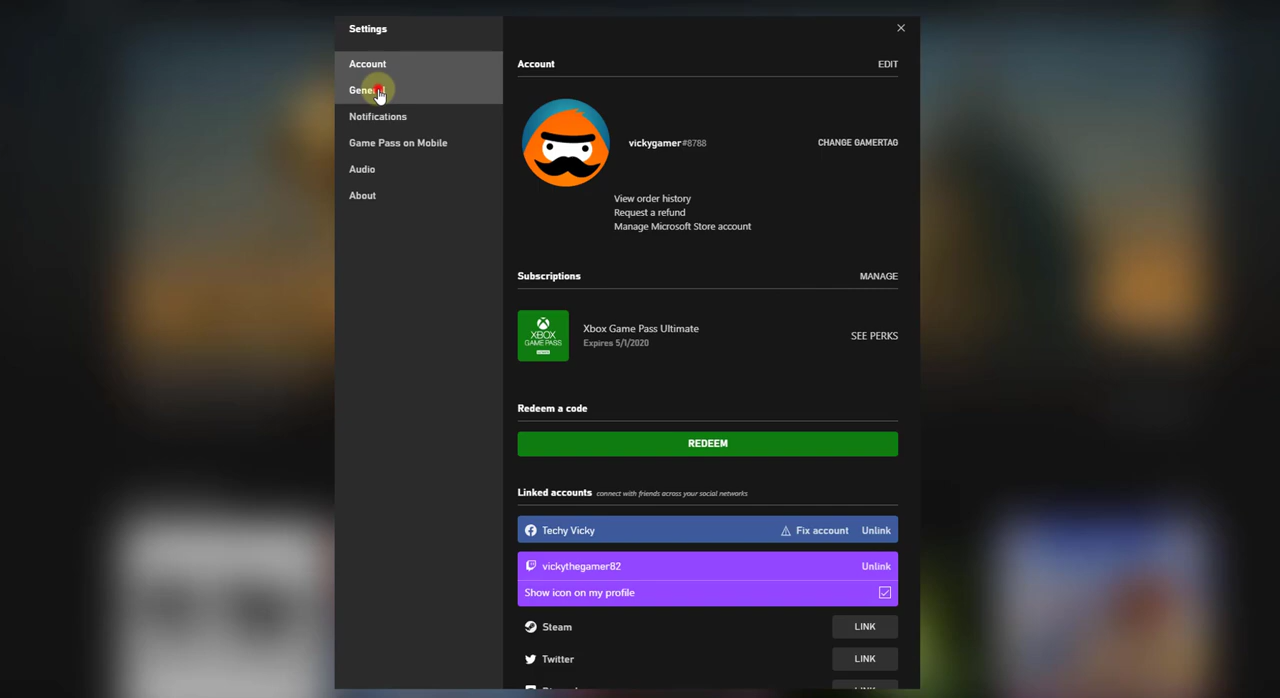 Settings
Account
General
Notifications
Game Pass on Mobile
Audio
About
Account
EDIT
vickygamer#8788
CHANGE GAMERTAG
View order history
Request a refund
Manage Microsoft Store account
Subscriptions
MANAGE
XBOX
GAME PASS
Xbox Game Pass Ultimate
Expires 5/1/2020
SEE PERKS
Redeem a code
REDEEM
Linked accounts connect with friends across your social networks
Techy Vicky
Fix account
Unlink
vickythegamer82
Unlink
Show icon on my profile
Steam
LINK
Twitter
LINK